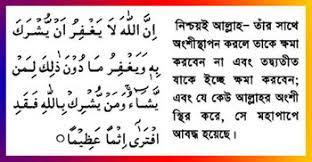 اِنَّ اللّٰهَ لَا يَغْفِرُ اَنْ يُّشْرَكَ
بِهٖ وَيَغْفِرُ مَا دُوْنَ ذٰلِكَ لِمَنْ
يَّشَآءُ ۚ وَمَنْ يُّشْرِكْ بِاللّٰهِ فَقَدِ
افْتَرٰۤى اِثْمًا عَظِيْمًا ۝
নিশ্চয়ই আল্লাহ– তাঁর সাথে
অংশীস্থাপন করলে তাকে ক্ষমা
করবেন না এবং তদ্ব্যতীত
যাকে ইচ্ছে ক্ষমা করবেন;
এবং যে কেউ আল্লাহর অংশী
স্থির করে, সে মহাপাপে
আবদ্ধ হয়েছে।